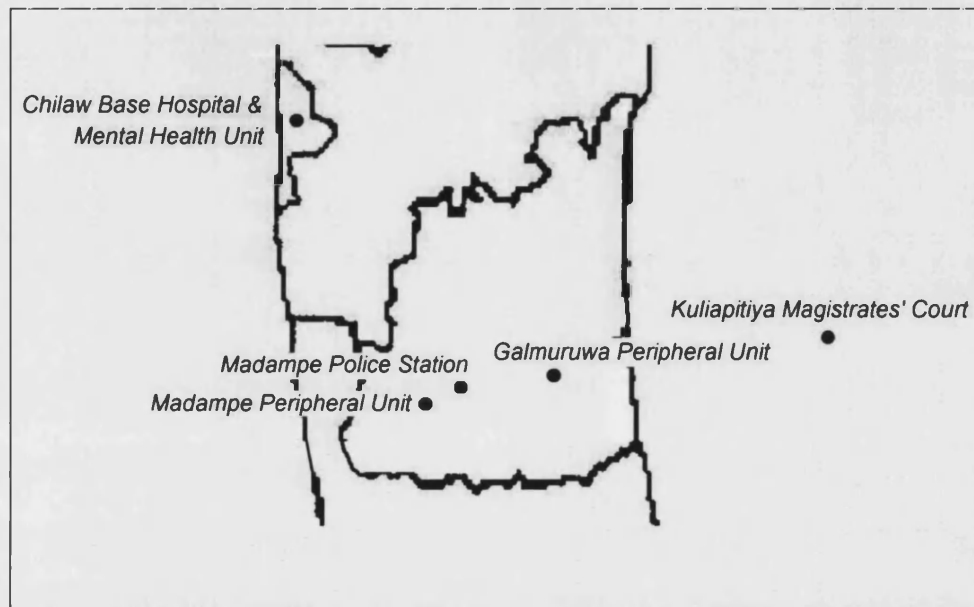 Chilaw Base Hospital &
Mental Health Unit
Kuliapitiya Magistrates' Court
Galmuruwa Peripheral Unit
Madampe Police Station
Madampe Peripheral Unit